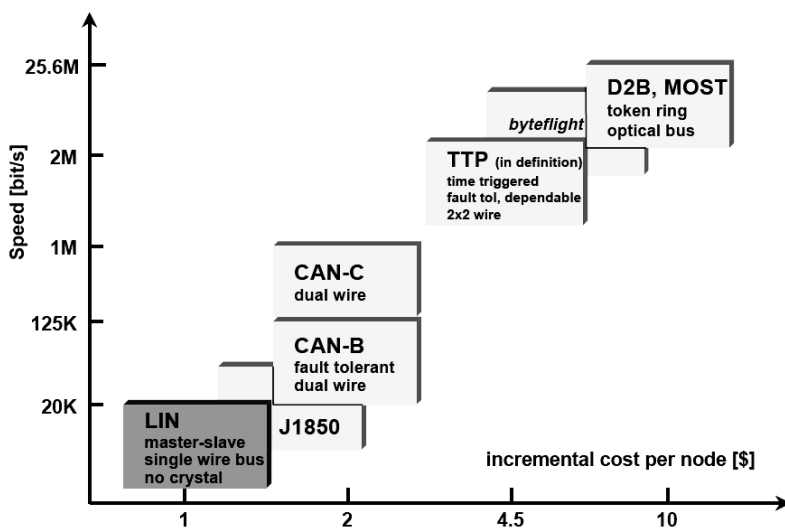 Speed [bit/s]
25.6M
2M
1M
125K
20K
D2B, MOST
token ring
optical bus
byteflight
TTP (in definition)
time triggered
fault tol, dependable
2x2 wire
CAN-C
dual wire
CAN-B
fault tolerant
dual wire
LIN
master-slave
single wire bus
no crystal
J1850
incremental cost per node [$]
1
2
4.5
10